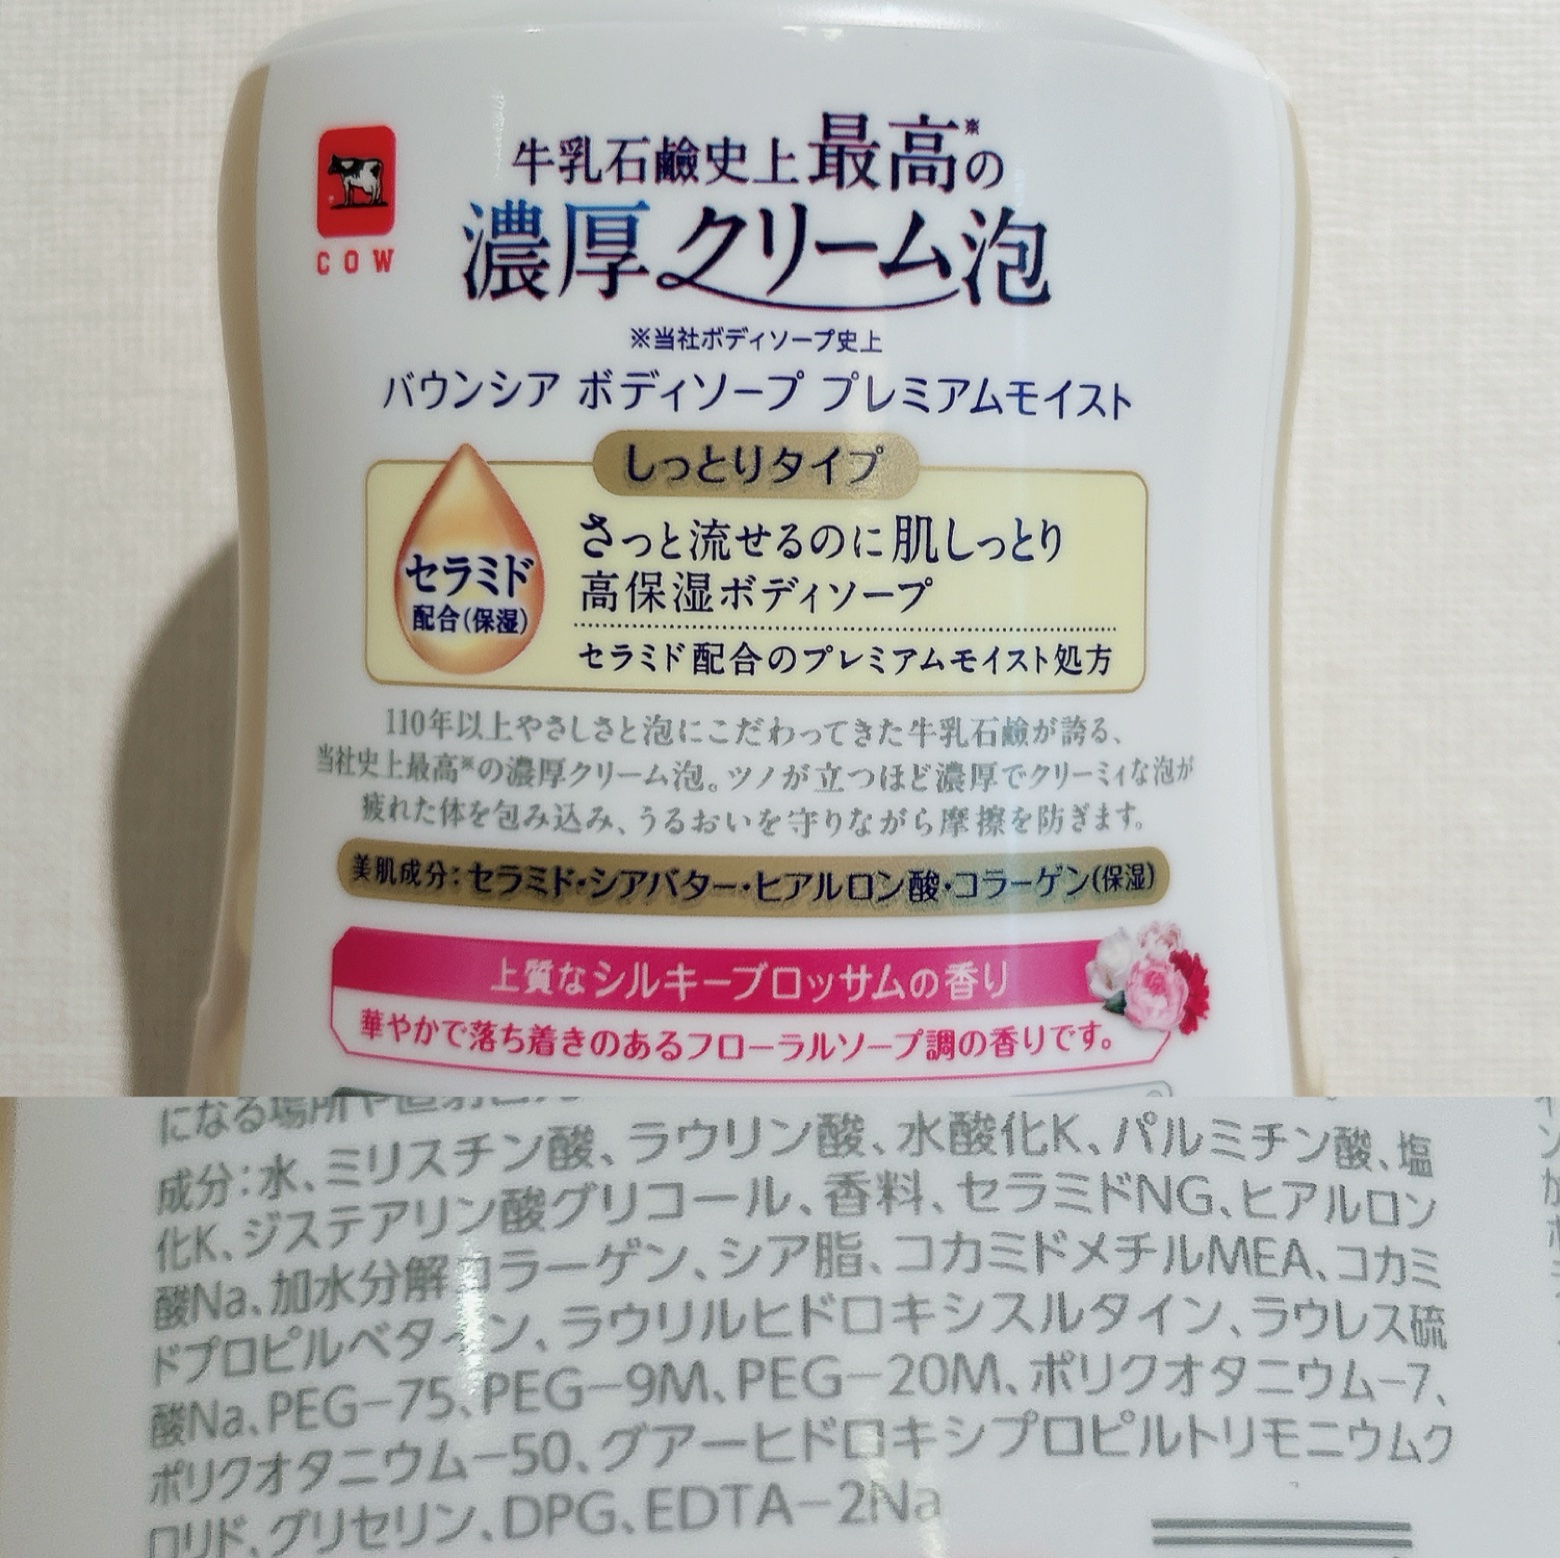 牛乳石鹸史上最高※の
濃厚クリーム泡
COW
※当社ボディソープ史上
バウンシア ボディソープ プレミアムモイスト
しっとりタイプ
セラミド
配合(保湿)
さっと流せるのに肌しっとり
高保湿ボディソープ
セラミド配合のプレミアムモイスト処方
110年以上やさしさと泡にこだわってきた牛乳石鹸が誇る、
当社史上最高※の濃厚クリーム泡。ツノが立つほど濃厚でクリーミィな泡が
疲れた体を包み込み、うるおいを守りながら摩擦を防ぎます。
美肌成分:セラミド・シアバター・ヒアルロン酸・コラーゲン(保湿)
上質なシルキーブロッサムの香り
華やかで落ち着きのあるフローラルソープ調の香りです。
になる場所や直射日光
成分:水、ミリスチン酸、ラウリン酸、水酸化K、パルミチン酸、塩
化K、ジステアリン酸グリコール、香料、セラミドNG、ヒアルロン
酸Na、加水分解コラーゲン、シア脂、コカミドメチルMEA、コカミ
ドプロピルベタイン、ラウリルヒドロキシスルタイン、ラウレス硫
酸Na、PEG-75、PEG-9M、PEG-20M、ポリクオタニウム-7、
ポリクオタニウム-50、グアーヒドロキシプロピルトリモニウムク
ロリド、グリセリン、DPG、EDTA-2Na